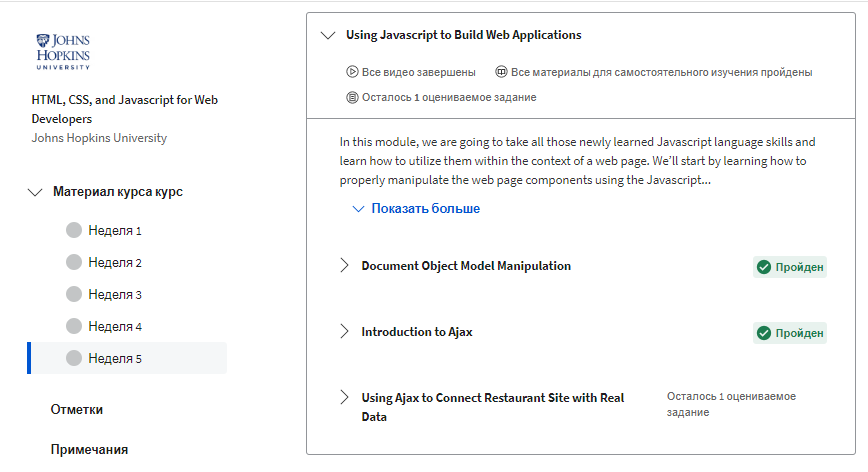 JOHNS
HOPKINS
UNIVERSITY
HTML, CSS, and Javascript for Web
Developers
Johns Hopkins University
Материал курса курс
Неделя 1
Неделя 2
Неделя 3
Неделя 4
Неделя 5
Отметки
Примечания
Using Javascript to Build Web Applications
Все видео завершены
Все материалы для самостоятельного изучения пройдены
Осталось 1 оцениваемое задание
In this module, we are going to take all those newly learned Javascript language skills and
learn how to utilize them within the context of a web page. We’ll start by learning how to
properly manipulate the web page components using the Javascript...
Показать больше
Document Object Model Manipulation
Пройден
Introduction to Ajax
Пройден
Using Ajax to Connect Restaurant Site with Real
Data
Осталось 1 оцениваемое
задание